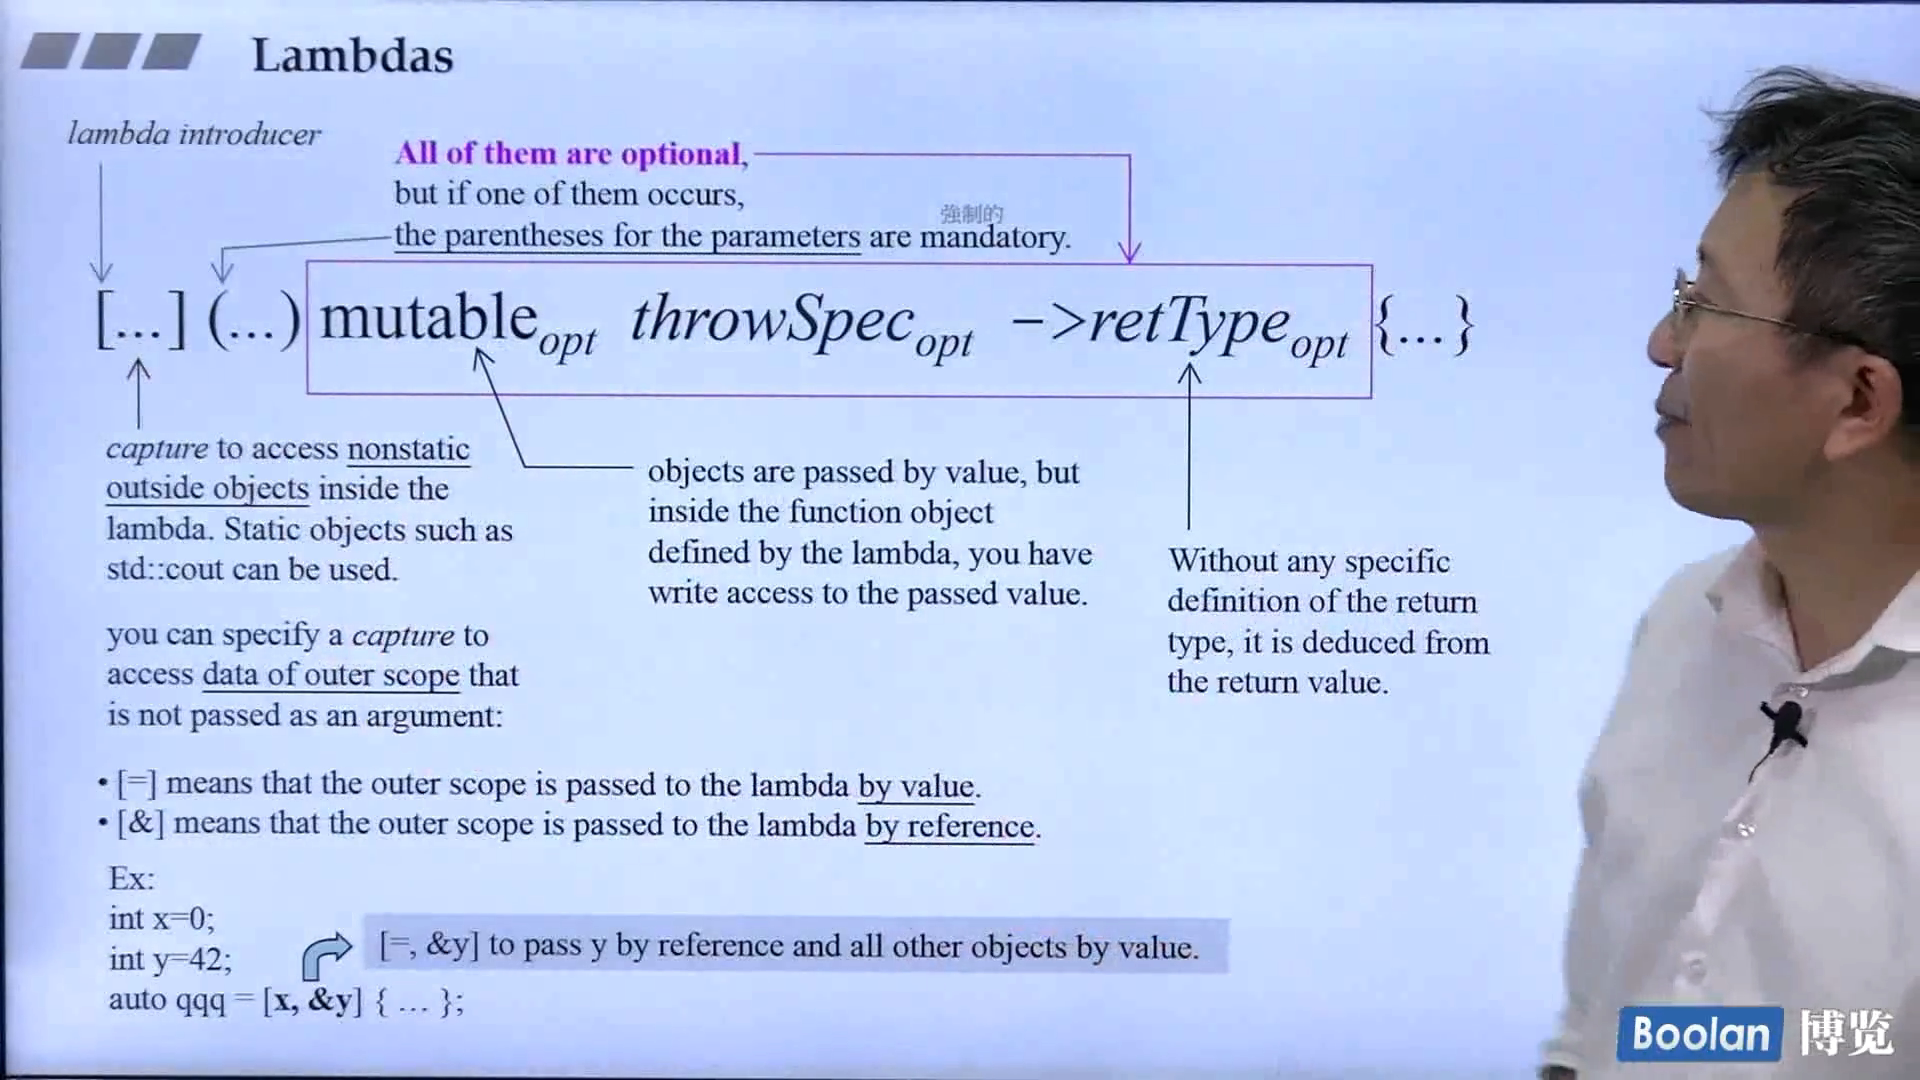 Lambdas
lambda introducer
All of them are optional,
but if one of them occurs,
強制的
the parentheses for the parameters are mandatory.
[...] (...) mutableopt throwSpecopt ->retTypeopt {...}
capture to access nonstatic
outside objects inside the
lambda. Static objects such as
std::cout can be used.
objects are passed by value, but
inside the function object
defined by the lambda, you have
write access to the passed value.
Without any specific
definition of the return
type, it is deduced from
the return value.
you can specify a capture to
access data of outer scope that
is not passed as an argument:
• [=] means that the outer scope is passed to the lambda by value.
• [&] means that the outer scope is passed to the lambda by reference.
Ex:
int x=0;
int y=42;
[=, &y] to pass y by reference and all other objects by value.
auto qqq = [x, &y] { ... };
Boolan 博览